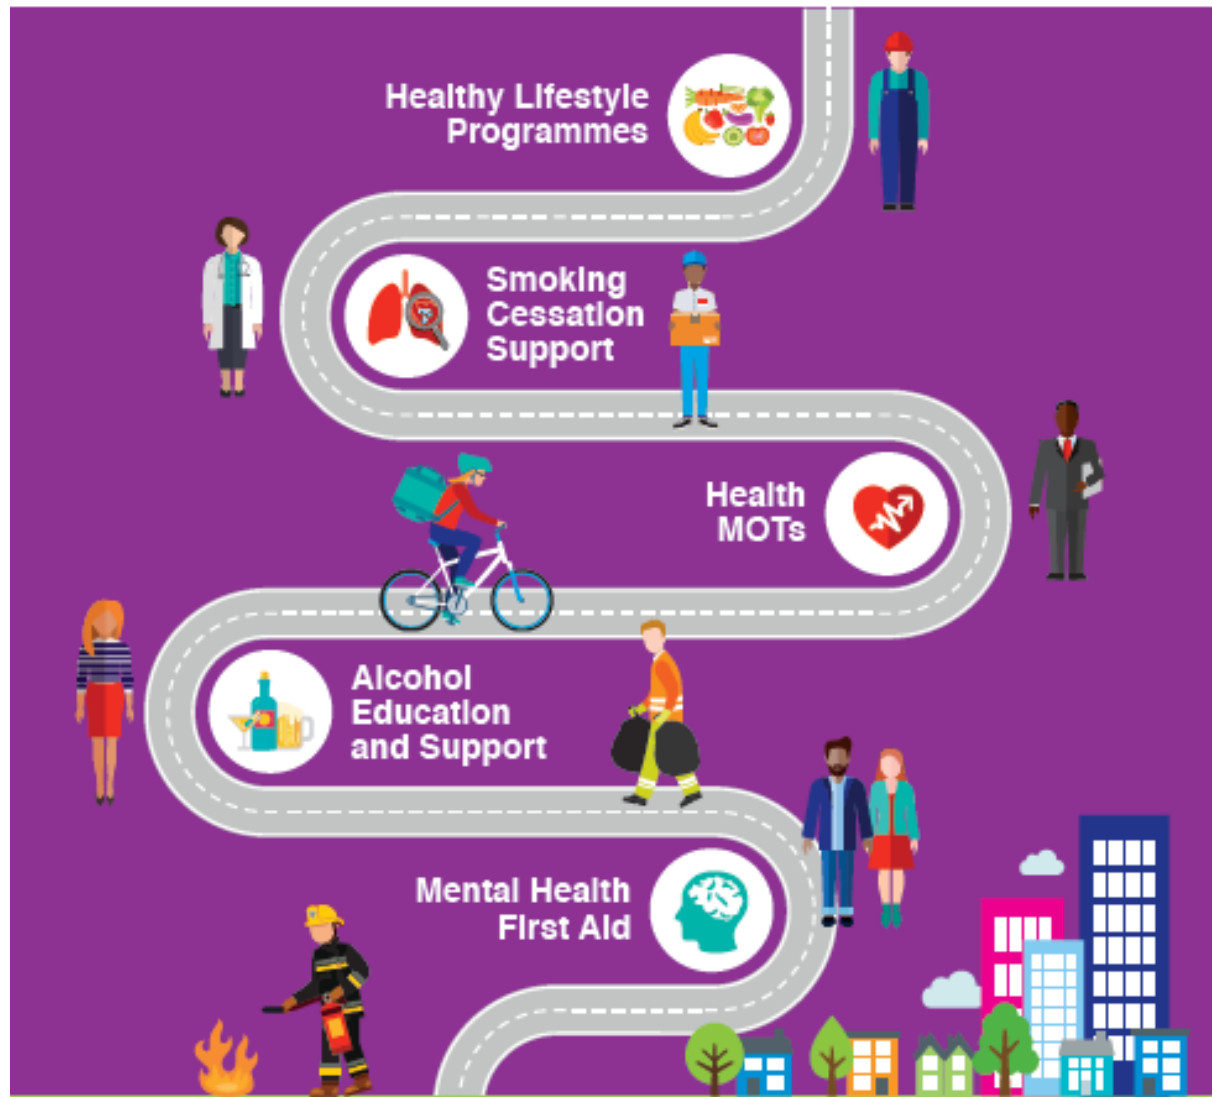 Healthy Lifestyle
Programmes
Smoking
Cessation
Support
Health
MOTs
Alcohol
Education
and Support
Mental Health
First Aid